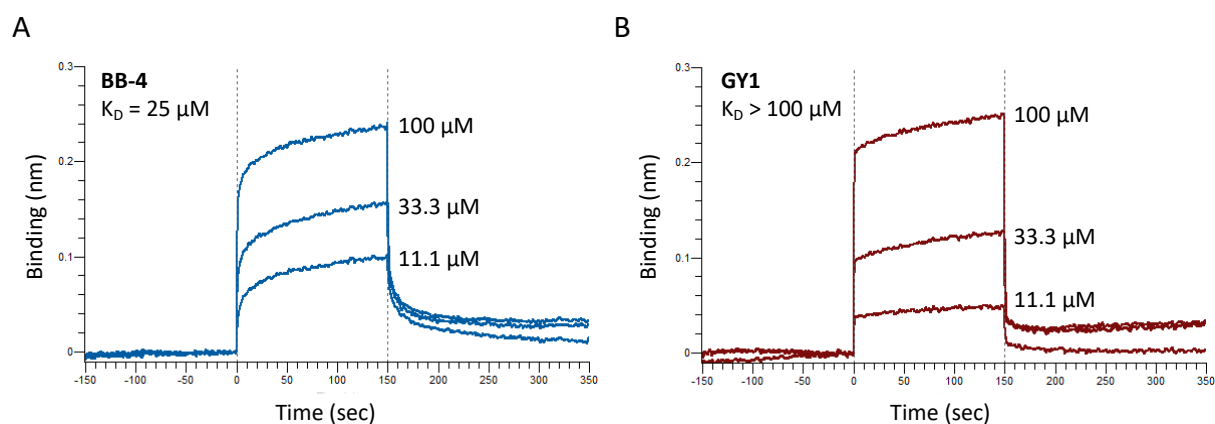 A
BB-4
K_D = 25 μM
0.3
0.2
0.1
0
Binding (nm)
100 μM
33.3 μM
11.1 μM
-150 -100 -50 0 50 100 150 200 250 300 350
Time (sec)
B
GY1
K_D > 100 μM
0.3
0.2
0.1
0
Binding (nm)
100 μM
33.3 μM
11.1 μM
-150 -100 -50 0 50 100 150 200 250 300 350
Time (sec)